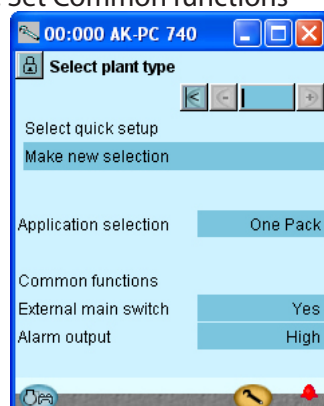 Set Common functions
00:000 AK-PC 740
Select plant type
Select quick setup
Make new selection
Application selection One Pack
Common functions
External main switch Yes
Alarm output High